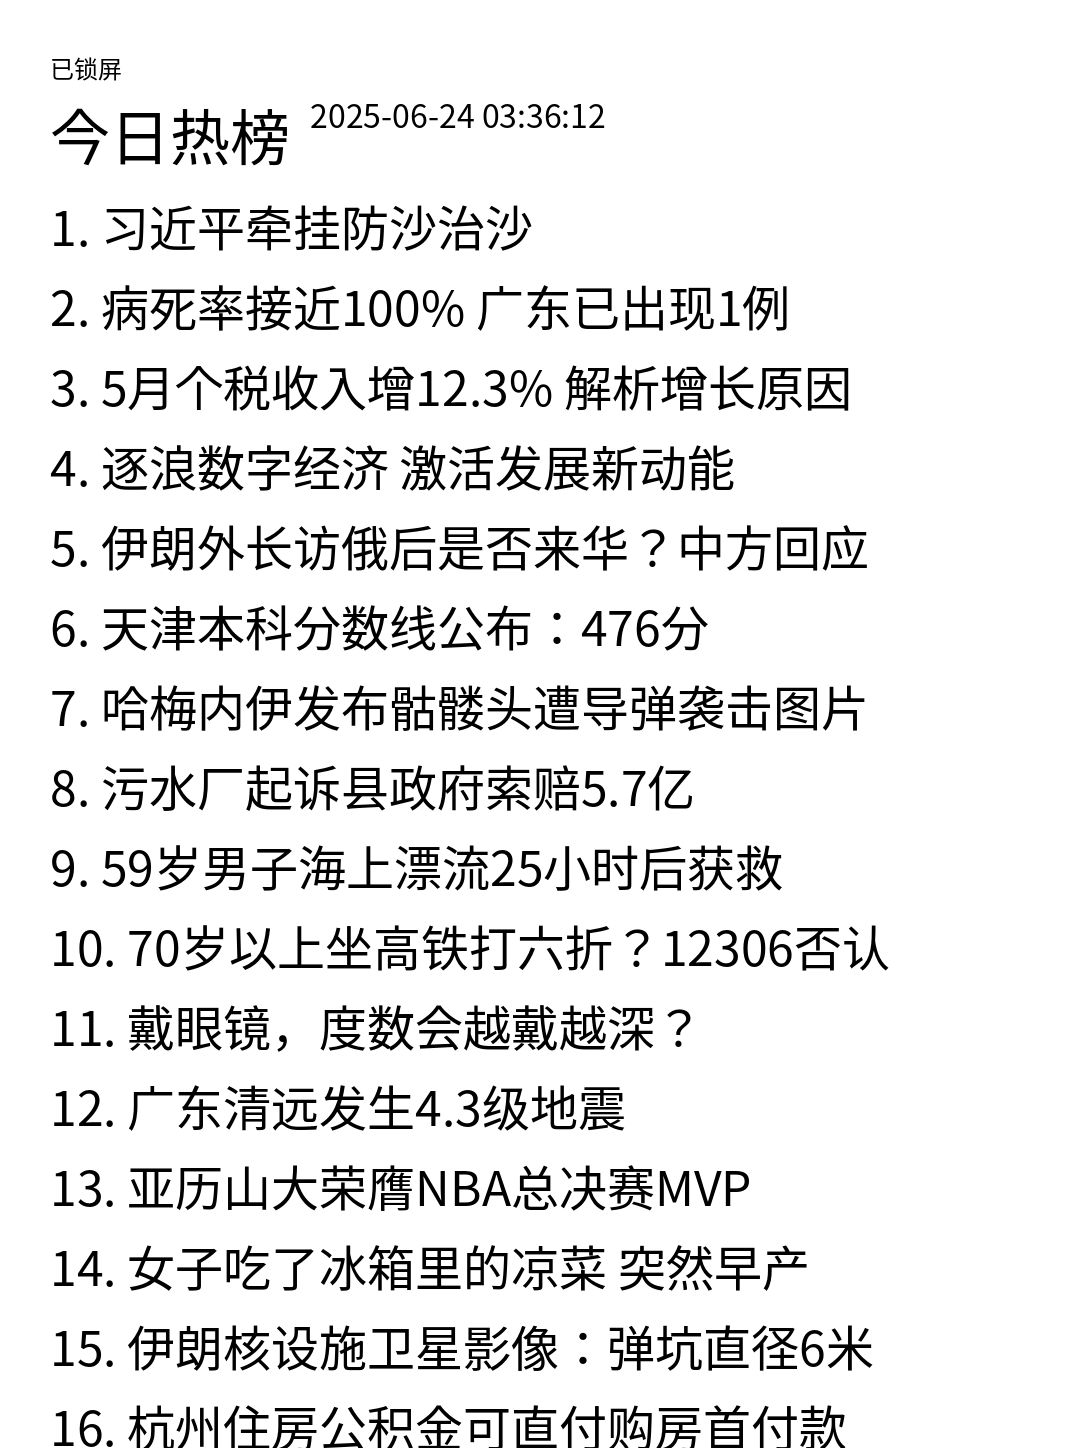 已锁屏
今日热榜 2025-06-24 03:36:12
1. 习近平牵挂防沙治沙
2. 病死率接近100% 广东已出现1例
3. 5月个税收入增12.3% 解析增长原因
4. 逐浪数字经济 激活发展新动能
5. 伊朗外长访俄后是否来华？中方回应
6. 天津本科分数线公布：476分
7. 哈梅内伊发布骷髅头遭导弹袭击图片
8. 污水厂起诉县政府索赔5.7亿
9. 59岁男子海上漂流25小时后获救
10. 70岁以上坐高铁打六折？12306否认
11. 戴眼镜，度数会越戴越深？
12. 广东清远发生4.3级地震
13. 亚历山大荣膺NBA总决赛MVP
14. 女子吃了冰箱里的凉菜 突然早产
15. 伊朗核设施卫星影像：弹坑直径6米
16. 杭州住房公积金可直付购房首付款